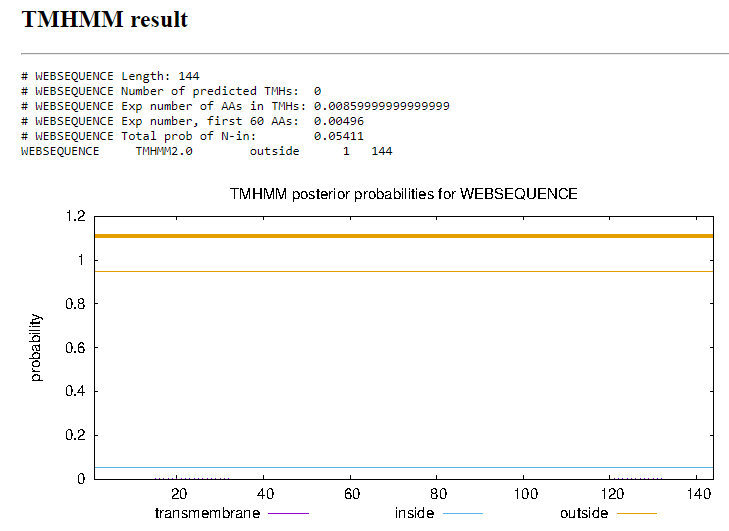 TMHMM result
# WEBSEQUENCE Length: 144
# WEBSEQUENCE Number of predicted TMHs:  0
# WEBSEQUENCE Exp number of AAs in TMHs: 0.00859999999999999
# WEBSEQUENCE Exp number, first 60 AAs:  0.00496
# WEBSEQUENCE Total prob of N-in:        0.05411
WEBSEQUENCE     TMHMM2.0        outside      1   144
TMHMM posterior probabilities for WEBSEQUENCE
1.2
1
0.8
0.6
0.4
0.2
0
probability
20 40 60 80 100 120 140
transmembrane inside outside